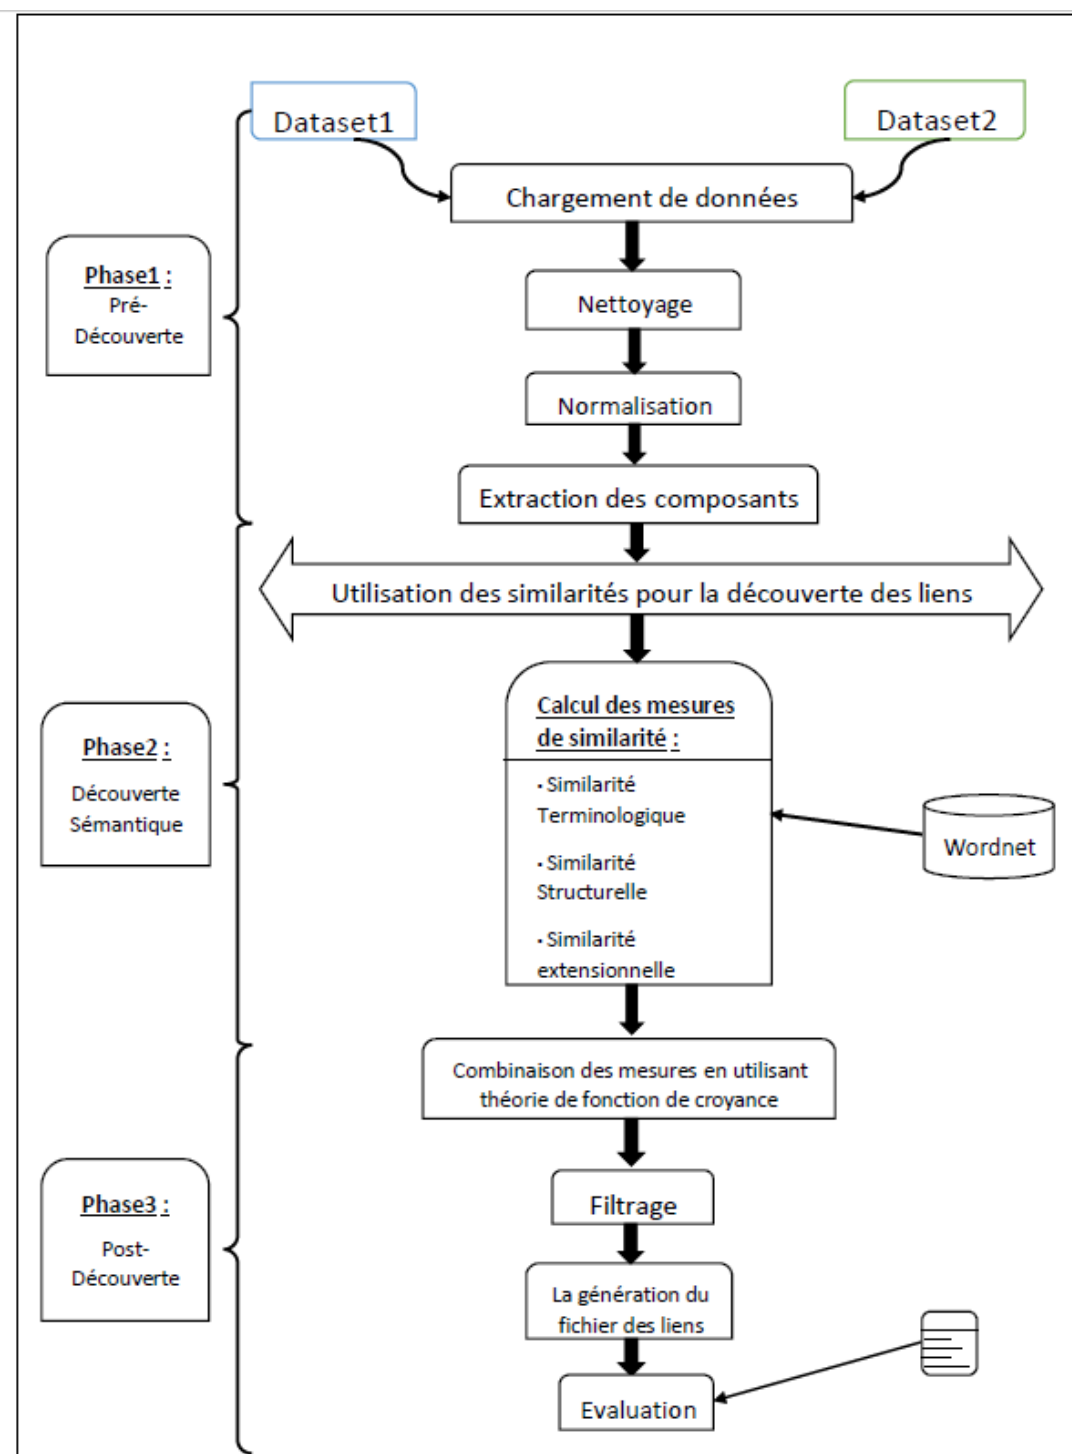 Dataset1
Dataset2
Chargement de données
Phase1 :
Pré-
Découverte
Nettoyage
Normalisation
Extraction des composants
Utilisation des similarités pour la découverte des liens
Phase2 :
Découverte
Sémantique
Calcul des mesures
de similarité :
• Similarité
Terminologique
• Similarité
Structurelle
• Similarité
extensionnelle
Wordnet
Combinaison des mesures en utilisant
théorie de fonction de croyance
Phase3 :
Post-
Découverte
Filtrage
La génération du
fichier des liens
Evaluation